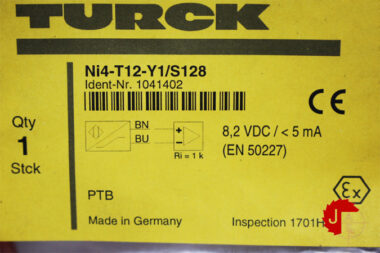 TURCK
Ni4-T12-Y1/S128
Ident-Nr. 1041402
CE
Qty
1
Stck
BN
BU
+
-
Ri = 1 k
8,2 VDC / < 5 mA
(EN 50227)
PTB
Ex
Made in Germany
Inspection 1701H